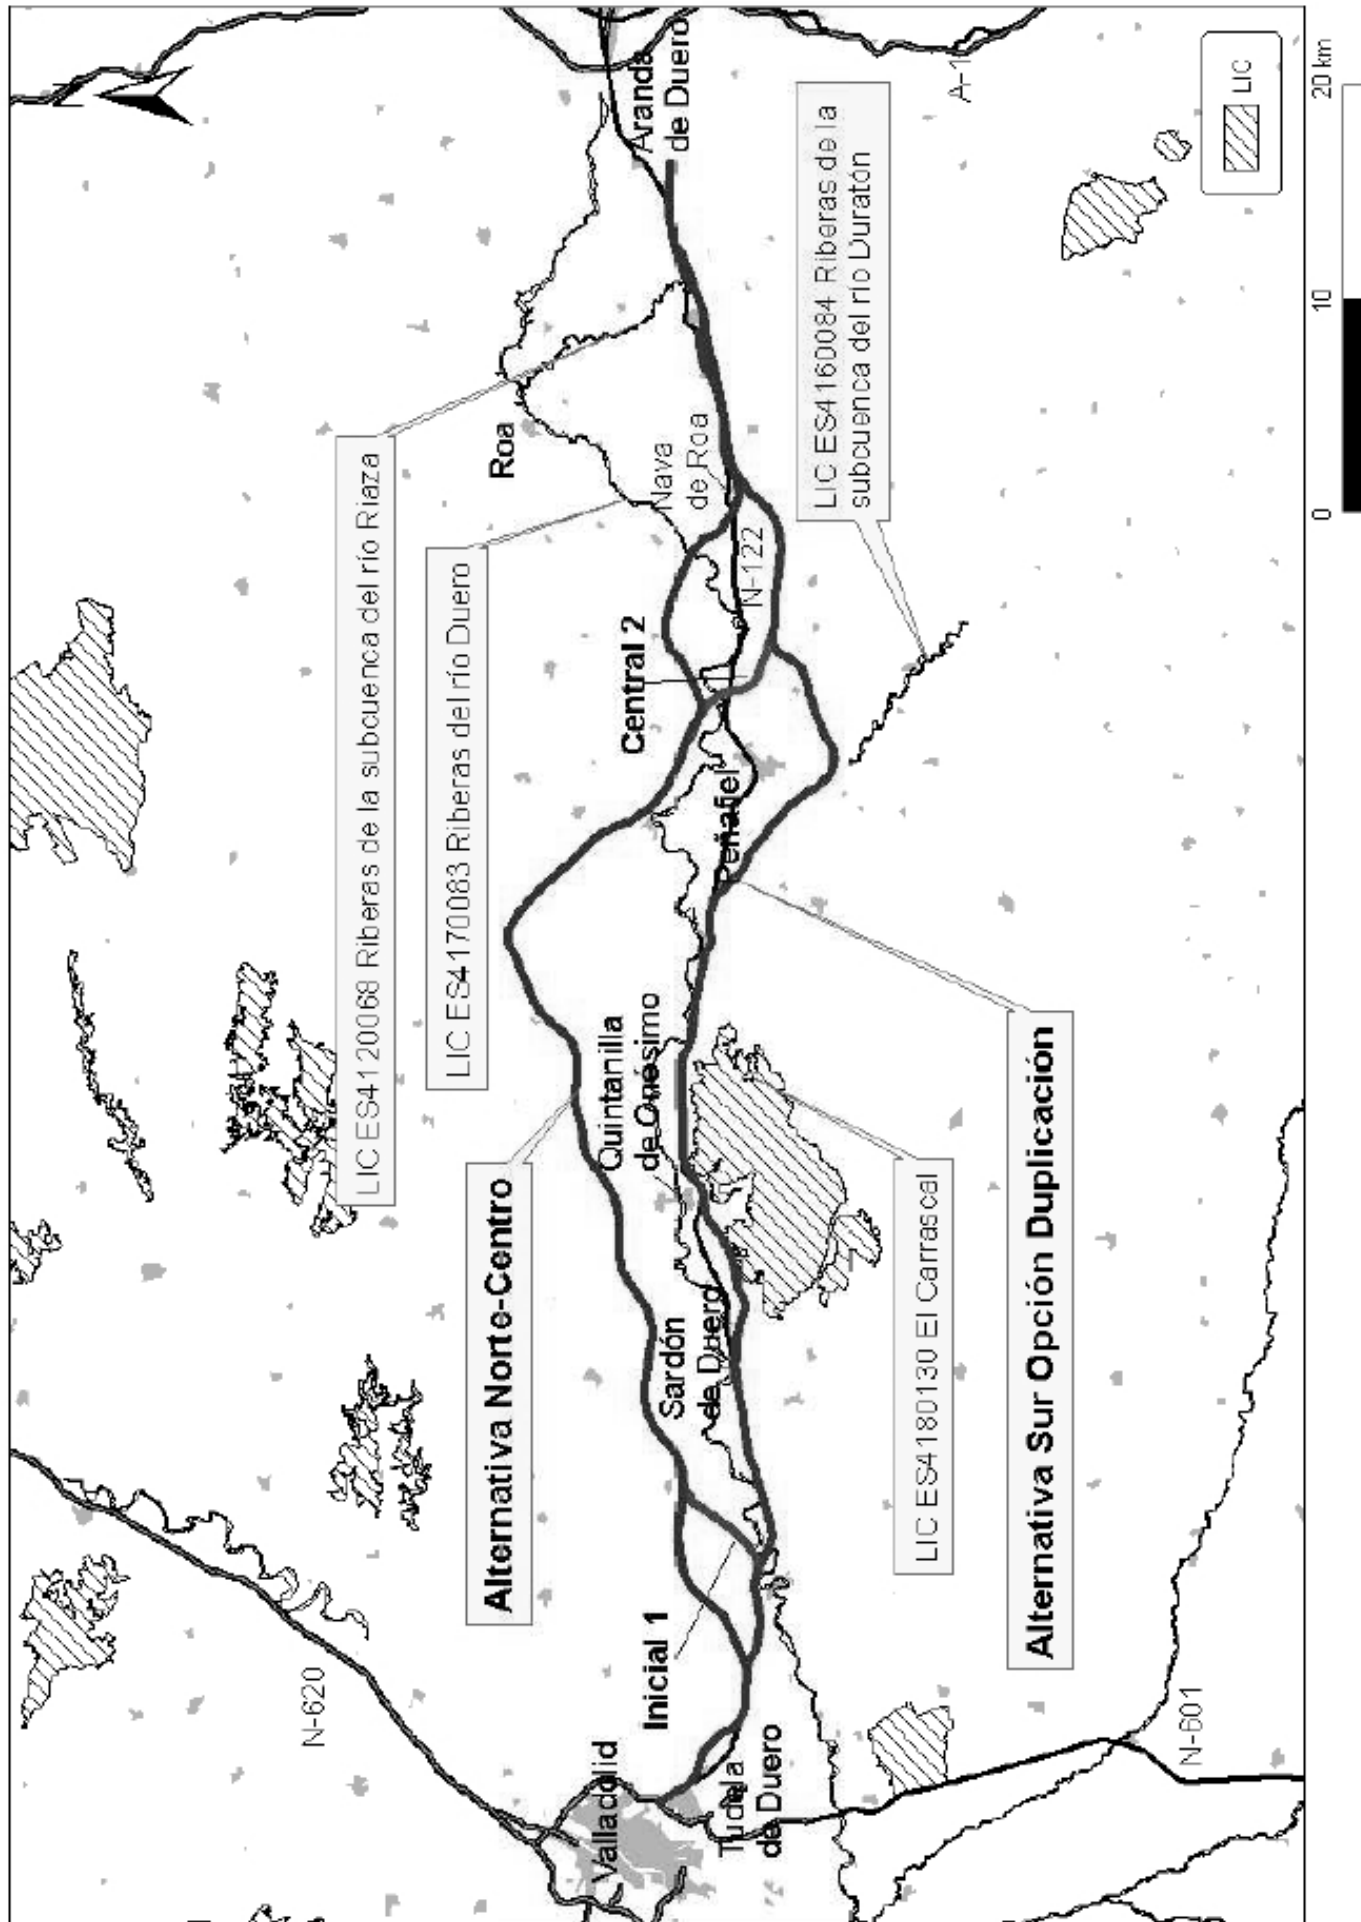 N
Aranda
de Duero
A-1
LIC
LIC ES4120068 Riberas de la subcuenca del río Riaza
LIC ES4170083 Riberas del río Duero
Roa
Nava
de Roa
N-122
LIC ES4160084 Riberas de la
subcuenca del río Duratón
Central 2
Peñafiel
Alternativa Norte-Centro
Quintanilla
de Onésimo
Sardón
de Duero
LIC ES4180130 El Carrascal
Alternativa Sur Opción Duplicación
Inicial 1
N-620
Valladolid
Tudela
de Duero
N-601
0 10 20 km